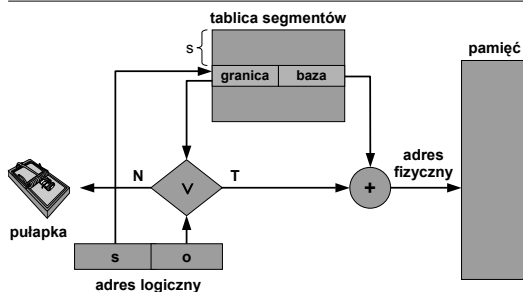 tablica segmentów
s
pamięć
granica baza
adres
fizyczny
N
T
<
+
pułapka
s o
adres logiczny